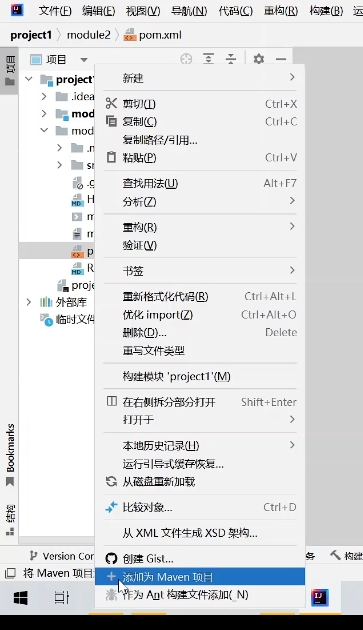 文件(F) 编辑(E) 视图(V) 导航(N) 代码(C) 重构(R) 构建(B) 运
project1 module2 pom.xml
项目
项目
project1
.idea
mod
mod
.n
sr
.g
H
m
m
p
R
proje
外部库
临时文件
新建
剪切(T) Ctrl+X
复制(C) Ctrl+C
复制路径/引用...
粘贴(P) Ctrl+V
查找用法(U) Alt+F7
分析(Z)
重构(R)
验证(V)
书签
重新格式化代码(R) Ctrl+Alt+L
优化 import(Z) Ctrl+Alt+O
删除(D)... Delete
重写文件类型
构建模块 'project1'(M)
在右侧拆分部分打开 Shift+Enter
打开于
本地历史记录(H)
运行引导式缓存恢复...
从磁盘重新加载
比较对象... Ctrl+D
从 XML 文件生成 XSD 架构...
创建 Gist...
添加为 Maven 项目
作为 Ant 构建文件添加(_N)
Bookmarks
结构
Version Con
务 构建
将 Maven 项目